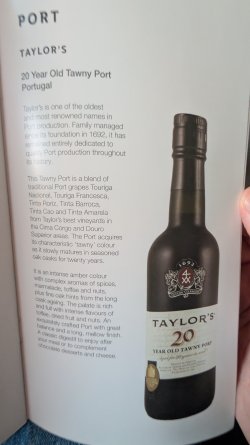 PORT
TAYLOR'S
20 Year Old Tawny Port
Portugal
Taylor's is one of the oldest
and most renowned names in
Port production. Family managed
since its foundation in 1692, it has
remained entirely dedicated to
quality Port production throughout
its history.
This Tawny Port is a blend of
traditional Port grapes Touriga
Nacional, Touriga Francesca,
Tinta Roriz, Tinta Barroca,
Tinta Cao and Tinta Amarela
from Taylor's best vineyards in
the Cima Corgo and Douro
Superior areas. The Port acquires
its characteristic 'tawny' colour
as it slowly matures in seasoned
oak casks for twenty years.
It is an intense amber colour
with complex aromas of spices,
marmalade, toffee and nuts,
plus fine oak hints from the long
cask ageing. The palate is rich
and full with intense flavours of
toffee, dried fruit and nuts. An
exquisitely crafted Port with great
balance and a long, mellow finish.
A classic digestif to enjoy after
your meal or to complement
chocolate desserts and cheese.
1692
TAYLOR'S
20
YEAR OLD TAWNY PORT